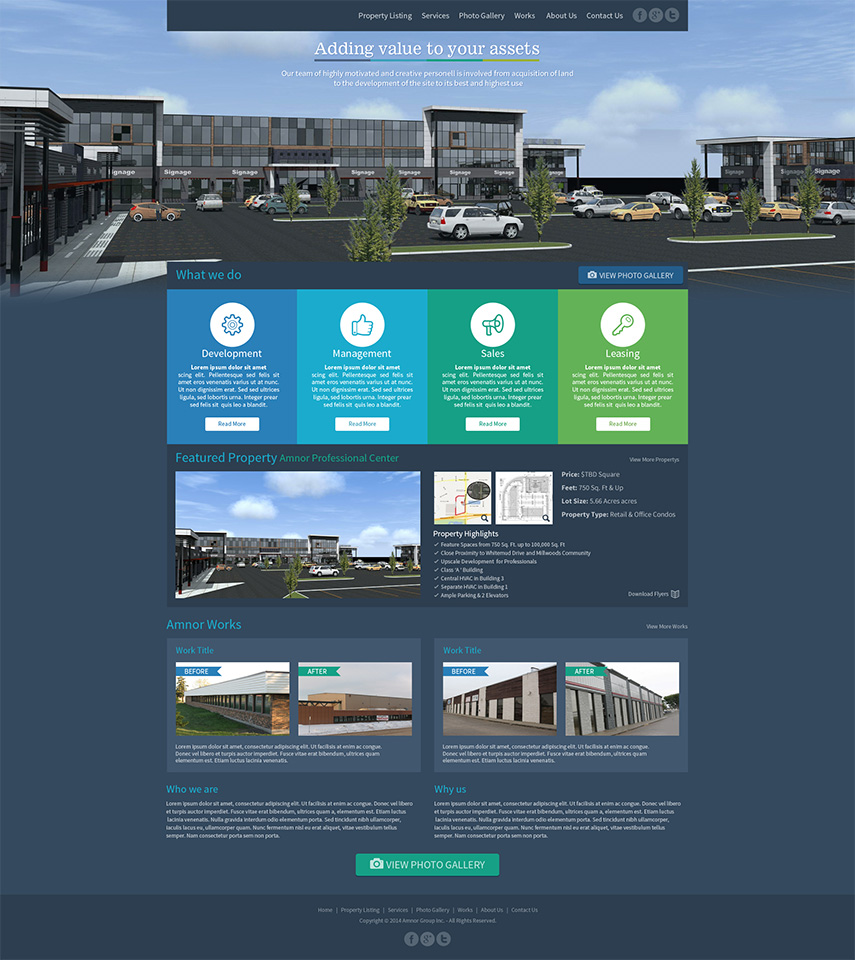 Property Listing Services Photo Gallery Works About Us Contact Us
Adding value to your assets
Our team of highly motivated and creative personell is involved from acquisition of land
to the development of the site to its best and highest use
Signage Signage Signage Signage Signage Signage Signage Signage Signage Signage
What we do
VIEW PHOTO GALLERY
Development
Lorem ipsum dolor sit amet
scing elit. Pellentesque sed felis sit
amet eros venenatis varius ut at nunc.
Ut non dignissim erat. Sed sed ultrices
ligula, sed lobortis urna. Integer prear
sed felis sit quis leo a blandit.
Read More
Management
Lorem ipsum dolor sit amet
scing elit. Pellentesque sed felis sit
amet eros venenatis varius ut at nunc.
Ut non dignissim erat. Sed sed ultrices
ligula, sed lobortis urna. Integer prear
sed felis sit quis leo a blandit.
Read More
Sales
Lorem ipsum dolor sit amet
scing elit. Pellentesque sed felis sit
amet eros venenatis varius ut at nunc.
Ut non dignissim erat. Sed sed ultrices
ligula, sed lobortis urna. Integer prear
sed felis sit quis leo a blandit.
Read More
Leasing
Lorem ipsum dolor sit amet
scing elit. Pellentesque sed felis sit
amet eros venenatis varius ut at nunc.
Ut non dignissim erat. Sed sed ultrices
ligula, sed lobortis urna. Integer prear
sed felis sit quis leo a blandit.
Read More
Featured Property Amnor Professional Center
View More Propertys
Price: $TBD Square
Feet: 750 Sq. Ft & Up
Lot Size: 5.66 Acres acres
Property Type: Retail & Office Condos
Property Highlights
Feature Spaces from 750 Sq. Ft. up to 100,000 Sq. Ft
Close Proximity to Whitemud Drive and Millwoods Community
Upscale Development for Professionals
Class 'A' Building
Central HVAC in Building 3
Separate HVAC in Building 1
Ample Parking & 2 Elevators
Download Flyers
Amnor Works
View More Works
Work Title
BEFORE
AFTER
Lorem ipsum dolor sit amet, consectetur adipiscing elit. Ut facilisis at enim ac congue.
Donec vel libero et turpis auctor imperdiet. Fusce vitae erat bibendum, ultrices quam
elementum. Etiam luctus lacinia venenatis.
Work Title
BEFORE
AFTER
Lorem ipsum dolor sit amet, consectetur adipiscing elit. Ut facilisis at enim ac congue.
Donec vel libero et turpis auctor imperdiet. Fusce vitae erat bibendum, ultrices quam
elementum. Etiam luctus lacinia venenatis.
Who we are
Lorem ipsum dolor sit amet, consectetur adipiscing elit. Ut facilisis at enim ac congue. Donec vel libero
et turpis auctor imperdiet. Fusce vitae erat bibendum, ultrices quam a, elementum est. Etiam luctus
lacinia venenatis. Nulla gravida interdum odio elementum porta. Sed tincidunt nibh ullamcorper,
iaculis lacus eu, ullamcorper quam. Nunc fermentum nisl eu erat aliquet, vitae vestibulum tellus
semper. Nam consectetur porta sem non porta.
Why us
Lorem ipsum dolor sit amet, consectetur adipiscing elit. Ut facilisis at enim ac congue. Donec vel libero
et turpis auctor imperdiet. Fusce vitae erat bibendum, ultrices quam a, elementum est. Etiam luctus
lacinia venenatis. Nulla gravida interdum odio elementum porta. Sed tincidunt nibh ullamcorper,
iaculis lacus eu, ullamcorper quam. Nunc fermentum nisl eu erat aliquet, vitae vestibulum tellus
semper. Nam consectetur porta sem non porta.
VIEW PHOTO GALLERY
Home | Property Listing | Services | Photo Gallery | Works | About Us | Contact Us
Copyright © 2014 Amnor Group Inc. - All Rights Reserved.